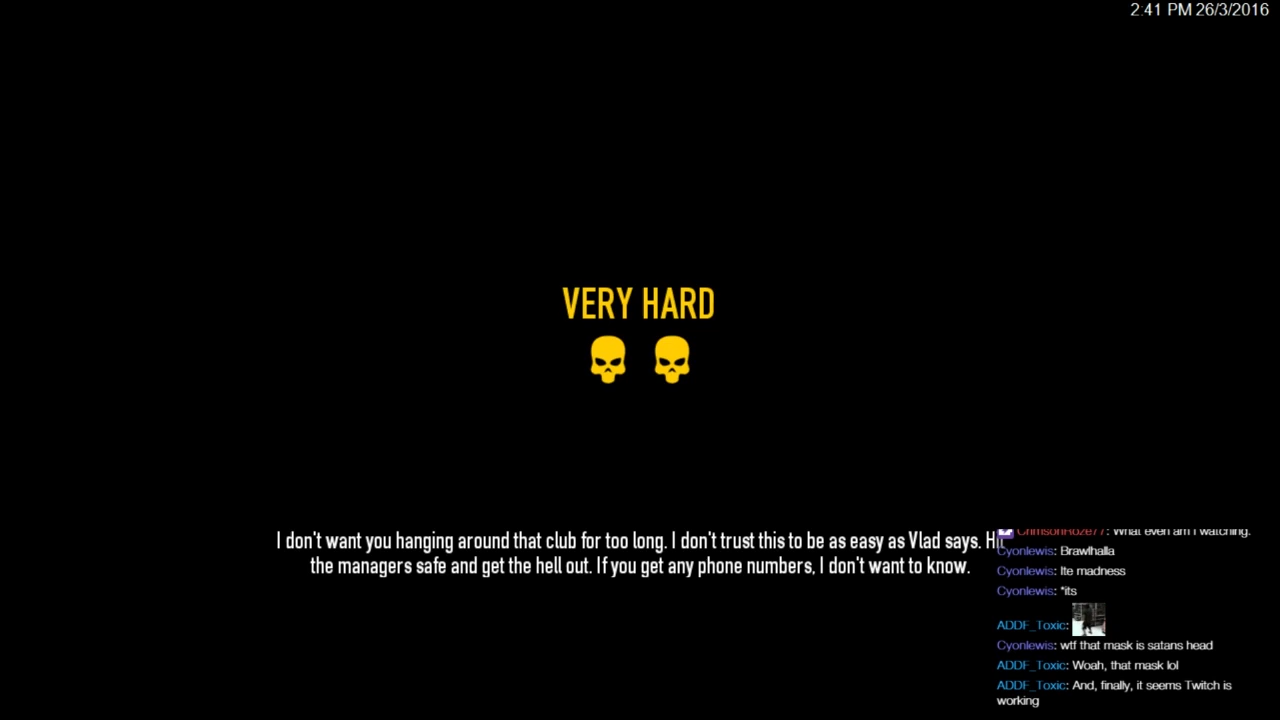 2:41 PM 26/3/2016
VERY HARD
I don't want you hanging around that club for too long. I don't trust this to be as easy as Vlad says. Hit
the managers safe and get the hell out. If you get any phone numbers, I don't want to know.
CrimsonRoze77: What even am I watching.
Cyonlewis: Brawlhalla
Cyonlewis: Ite madness
Cyonlewis: *its
ADDF_Toxic:
Cyonlewis: wtf that mask is satans head
ADDF_Toxic: Woah, that mask lol
ADDF_Toxic: And, finally, it seems Twitch is
working